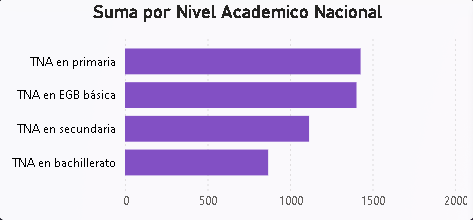 Suma por Nivel Academico Nacional
TNA en primaria
TNA en EGB básica
TNA en secundaria
TNA en bachillerato
0 500 1000 1500 2000